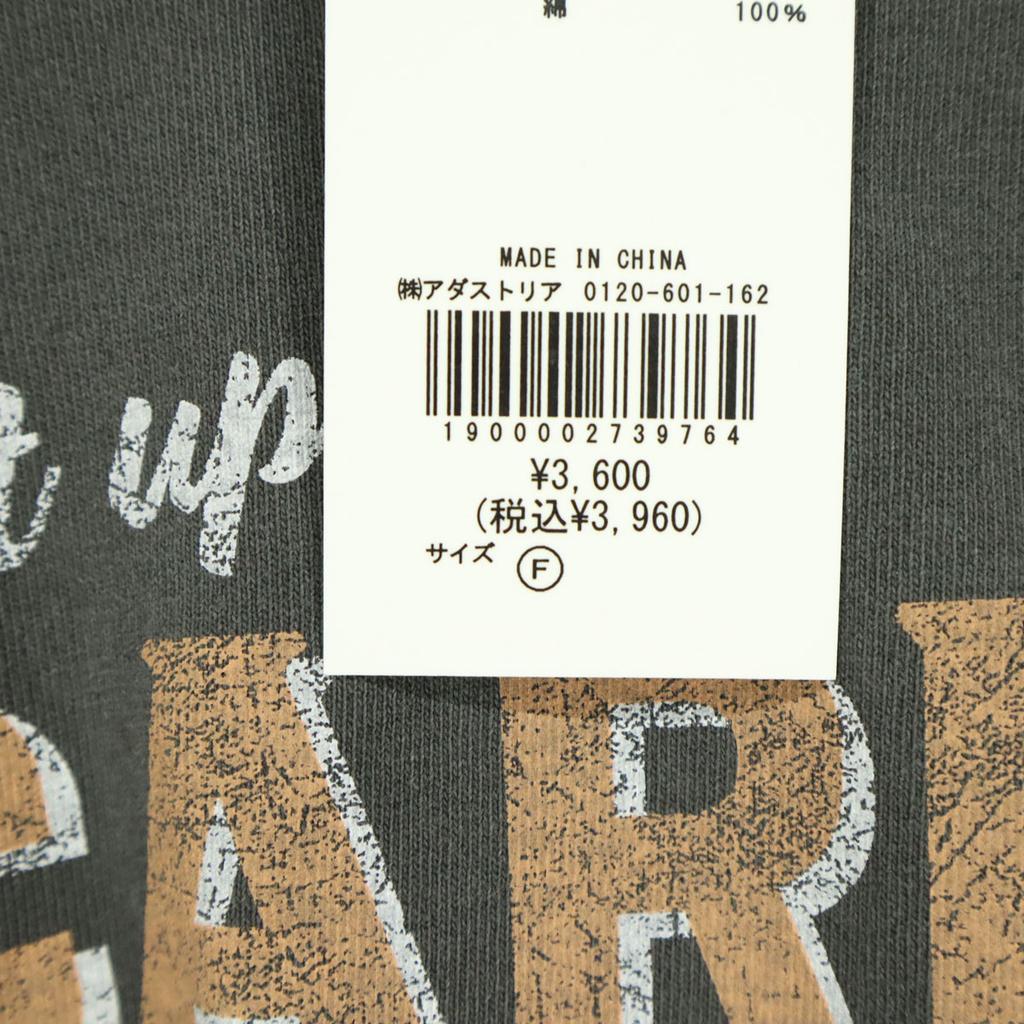 綿 100%
MADE IN CHINA
㈱アダストリア 0120-601-162
1900002739764
¥3,600
(税込¥3,960)
サイズ Ⓕ
up
EAR